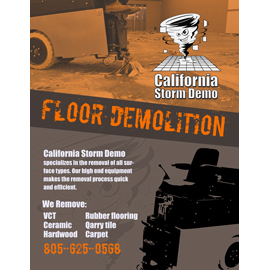 California
Storm Demo
FLOOR DEMOLITION
California Storm Demo
specializes in the removal of all sur-
face types. Our high end equipment
makes the removal process quick
and efficient.
We Remove:
VCT Rubber flooring
Ceramic Qarry tile
Hardwood Carpet
805-625-0568